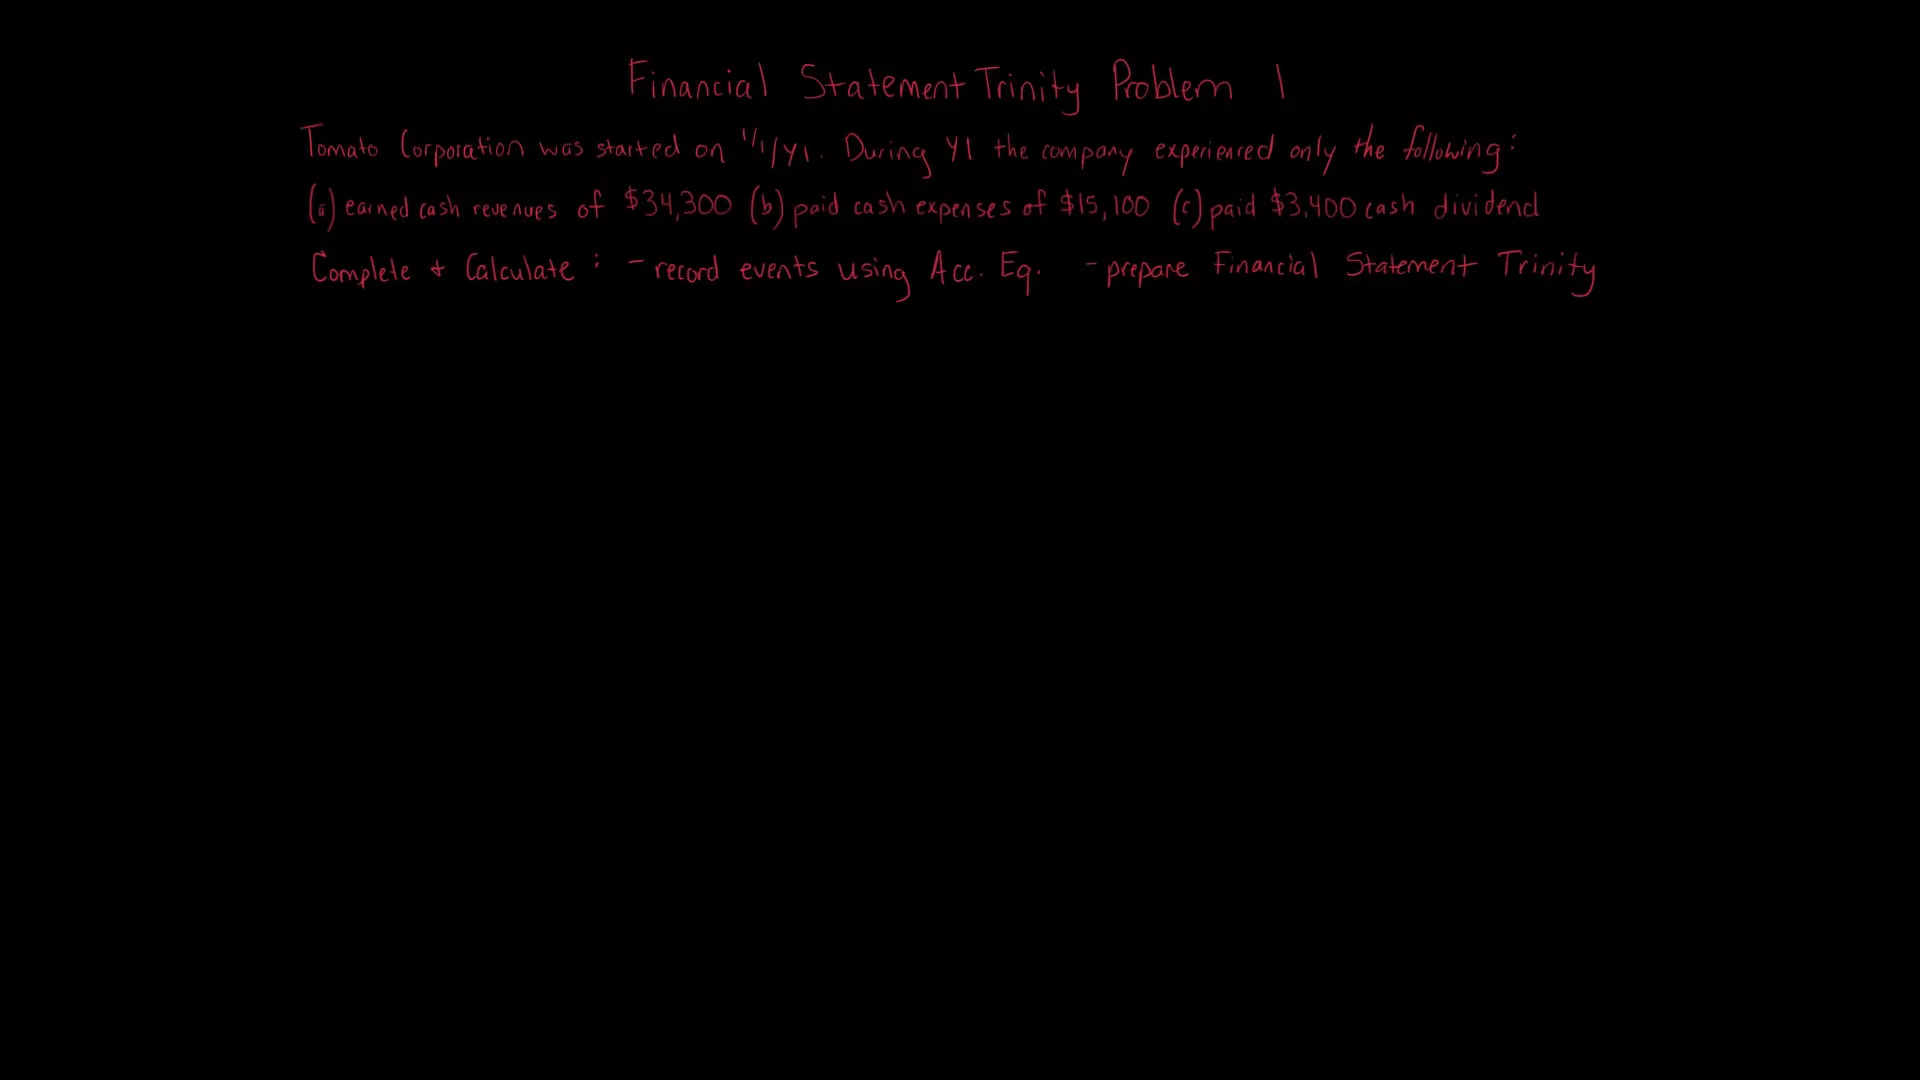 Financial Statement Trinity Problem 1
Tomato Corporation was started on 1/1/Y1. During Y1 the company experienced only the following:
(a) earned cash revenues of $34,300 (b) paid cash expenses of $15,100 (c) paid $3,400 cash dividend
Complete + Calculate: - record events using Acc. Eq. - prepare Financial Statement Trinity